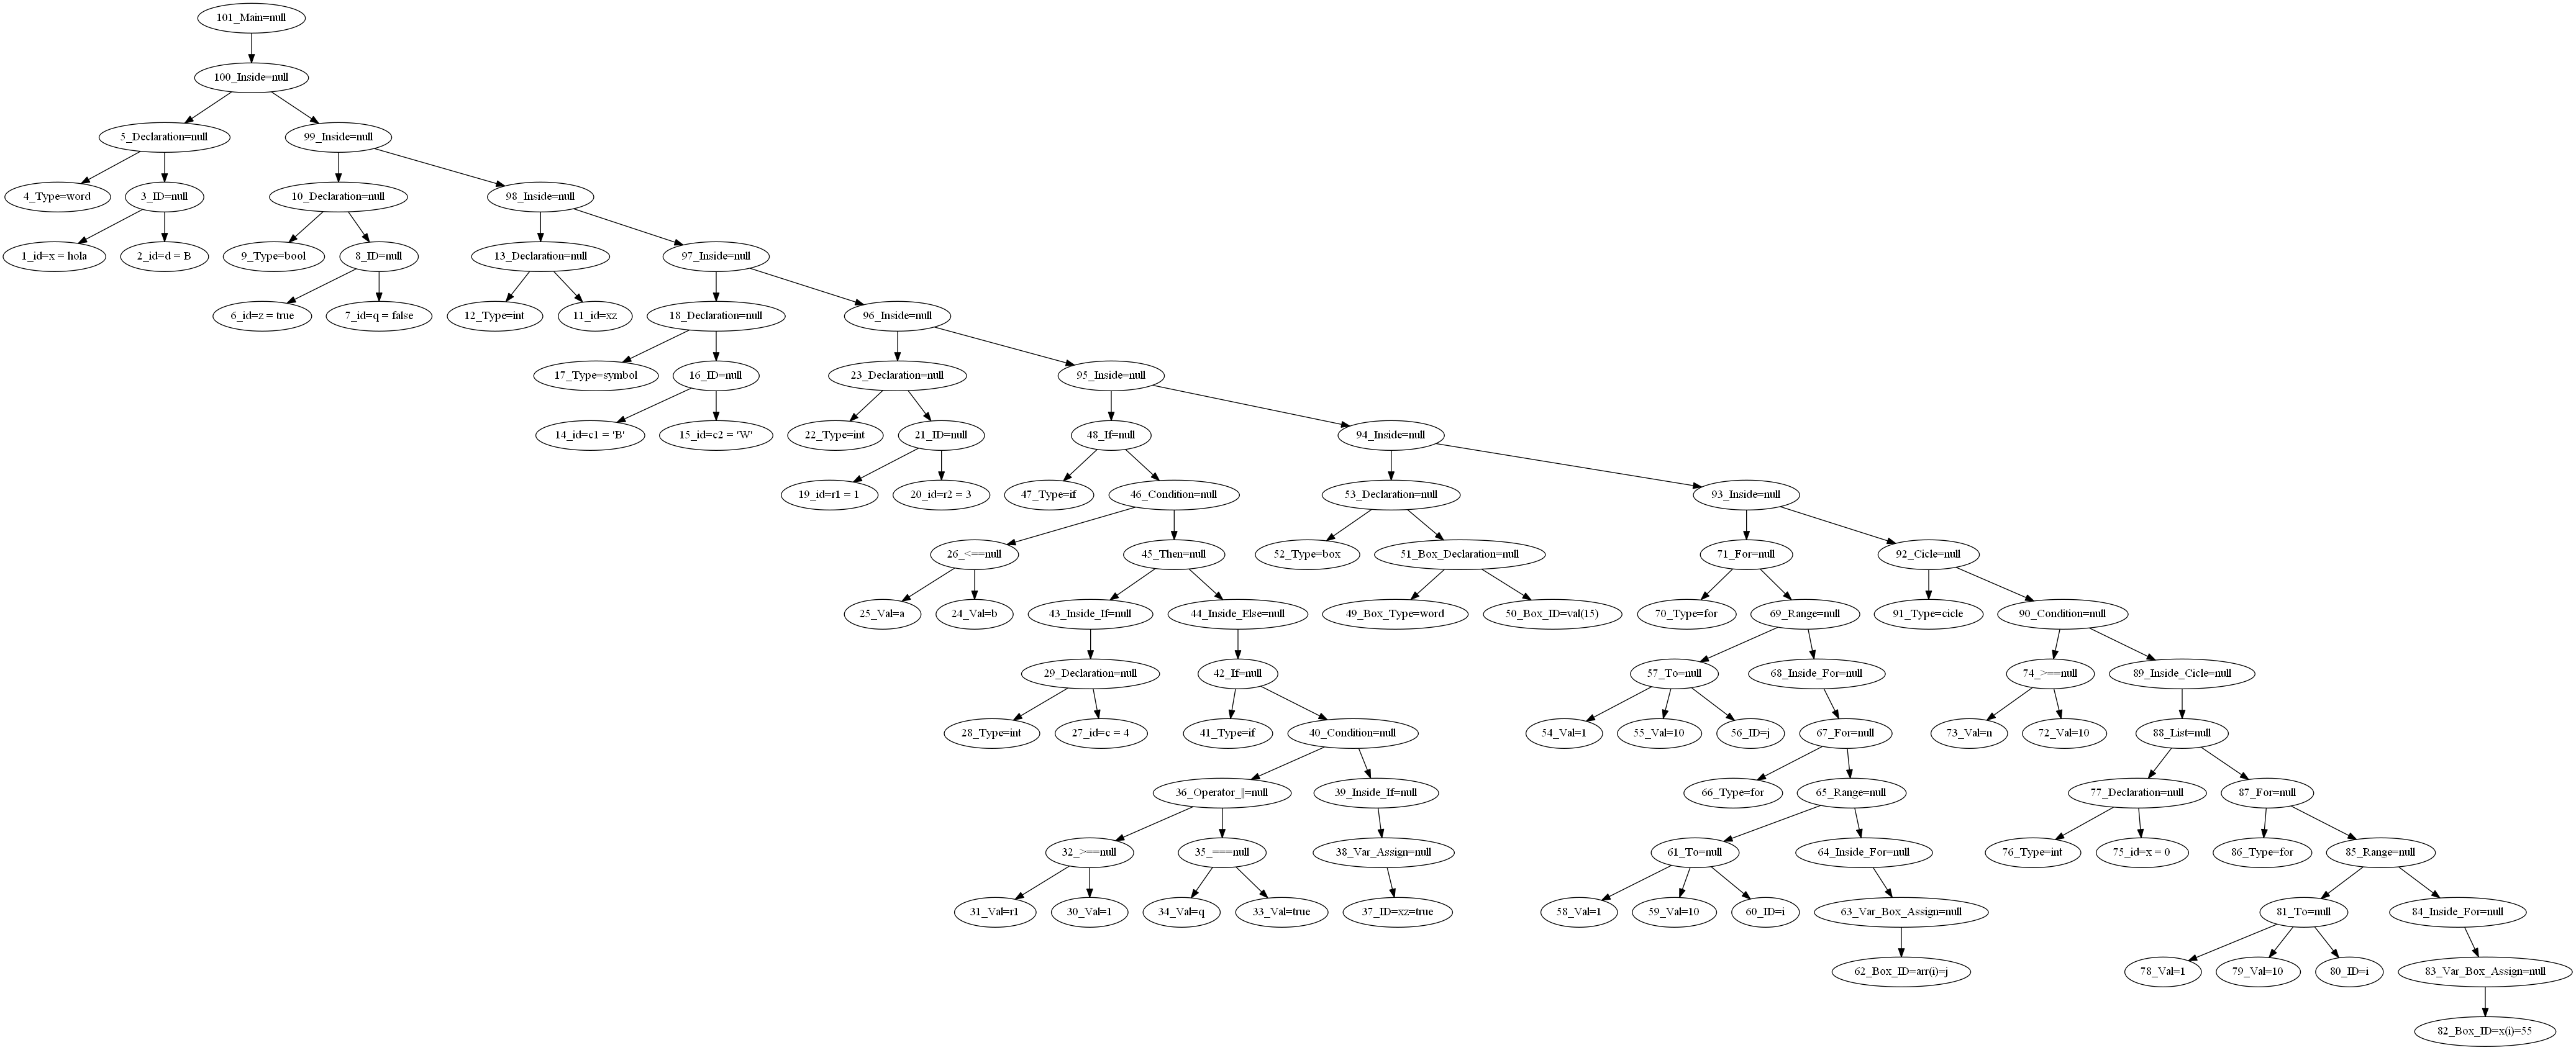 101_Main=null
100_Inside=null
5_Declaration=null 99_Inside=null
4_Type=word 3_ID=null 10_Declaration=null 98_Inside=null
1_id=x = hola 2_id=d = B 9_Type=bool 8_ID=null 13_Declaration=null 97_Inside=null
6_id=z = true 7_id=q = false 12_Type=int 11_id=xz 18_Declaration=null 96_Inside=null
17_Type=symbol 16_ID=null 23_Declaration=null 95_Inside=null
14_id=c1 = 'B' 15_id=c2 = 'W' 22_Type=int 21_ID=null 48_If=null 94_Inside=null
19_id=r1 = 1 20_id=r2 = 3 47_Type=if 46_Condition=null 53_Declaration=null 93_Inside=null
26_<==null 45_Then=null 52_Type=box 51_Box_Declaration=null 71_For=null 92_Cicle=null
25_Val=a 24_Val=b 43_Inside_If=null 44_Inside_Else=null 49_Box_Type=word 50_Box_ID=val(15) 70_Type=for 69_Range=null 91_Type=cicle 90_Condition=null
29_Declaration=null 42_If=null 57_To=null 68_Inside_For=null 74_>==null 89_Inside_Cicle=null
28_Type=int 27_id=c = 4 41_Type=if 40_Condition=null 54_Val=1 55_Val=10 56_ID=j 67_For=null 73_Val=n 72_Val=10 88_List=null
36_Operator_||=null 39_Inside_If=null 66_Type=for 65_Range=null 77_Declaration=null 87_For=null
32_>==null 35_===null 38_Var_Assign=null 61_To=null 64_Inside_For=null 76_Type=int 75_id=x = 0 86_Type=for 85_Range=null
31_Val=r1 30_Val=1 34_Val=q 33_Val=true 37_ID=xz=true 58_Val=1 59_Val=10 60_ID=i 63_Var_Box_Assign=null 81_To=null 84_Inside_For=null
62_Box_ID=arr(i)=j 78_Val=1 79_Val=10 80_ID=i 83_Var_Box_Assign=null
82_Box_ID=x(i)=55